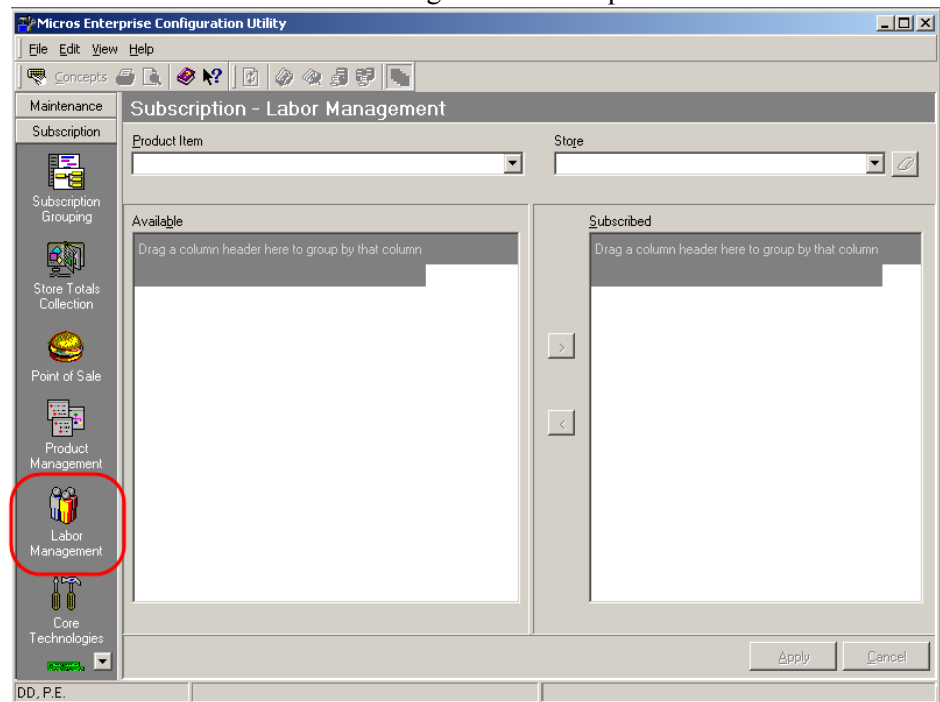 Micros Enterprise Configuration Utility
File Edit View Help
Concepts
Maintenance
Subscription - Labor Management
Subscription
Product Item
Store
Subscription
Grouping
Available
Subscribed
Drag a column header here to group by that column
Drag a column header here to group by that column
Store Totals
Collection
>
Point of Sale
<
Product
Management
Labor
Management
Core
Technologies
Apply
Cancel
DD, P.E.